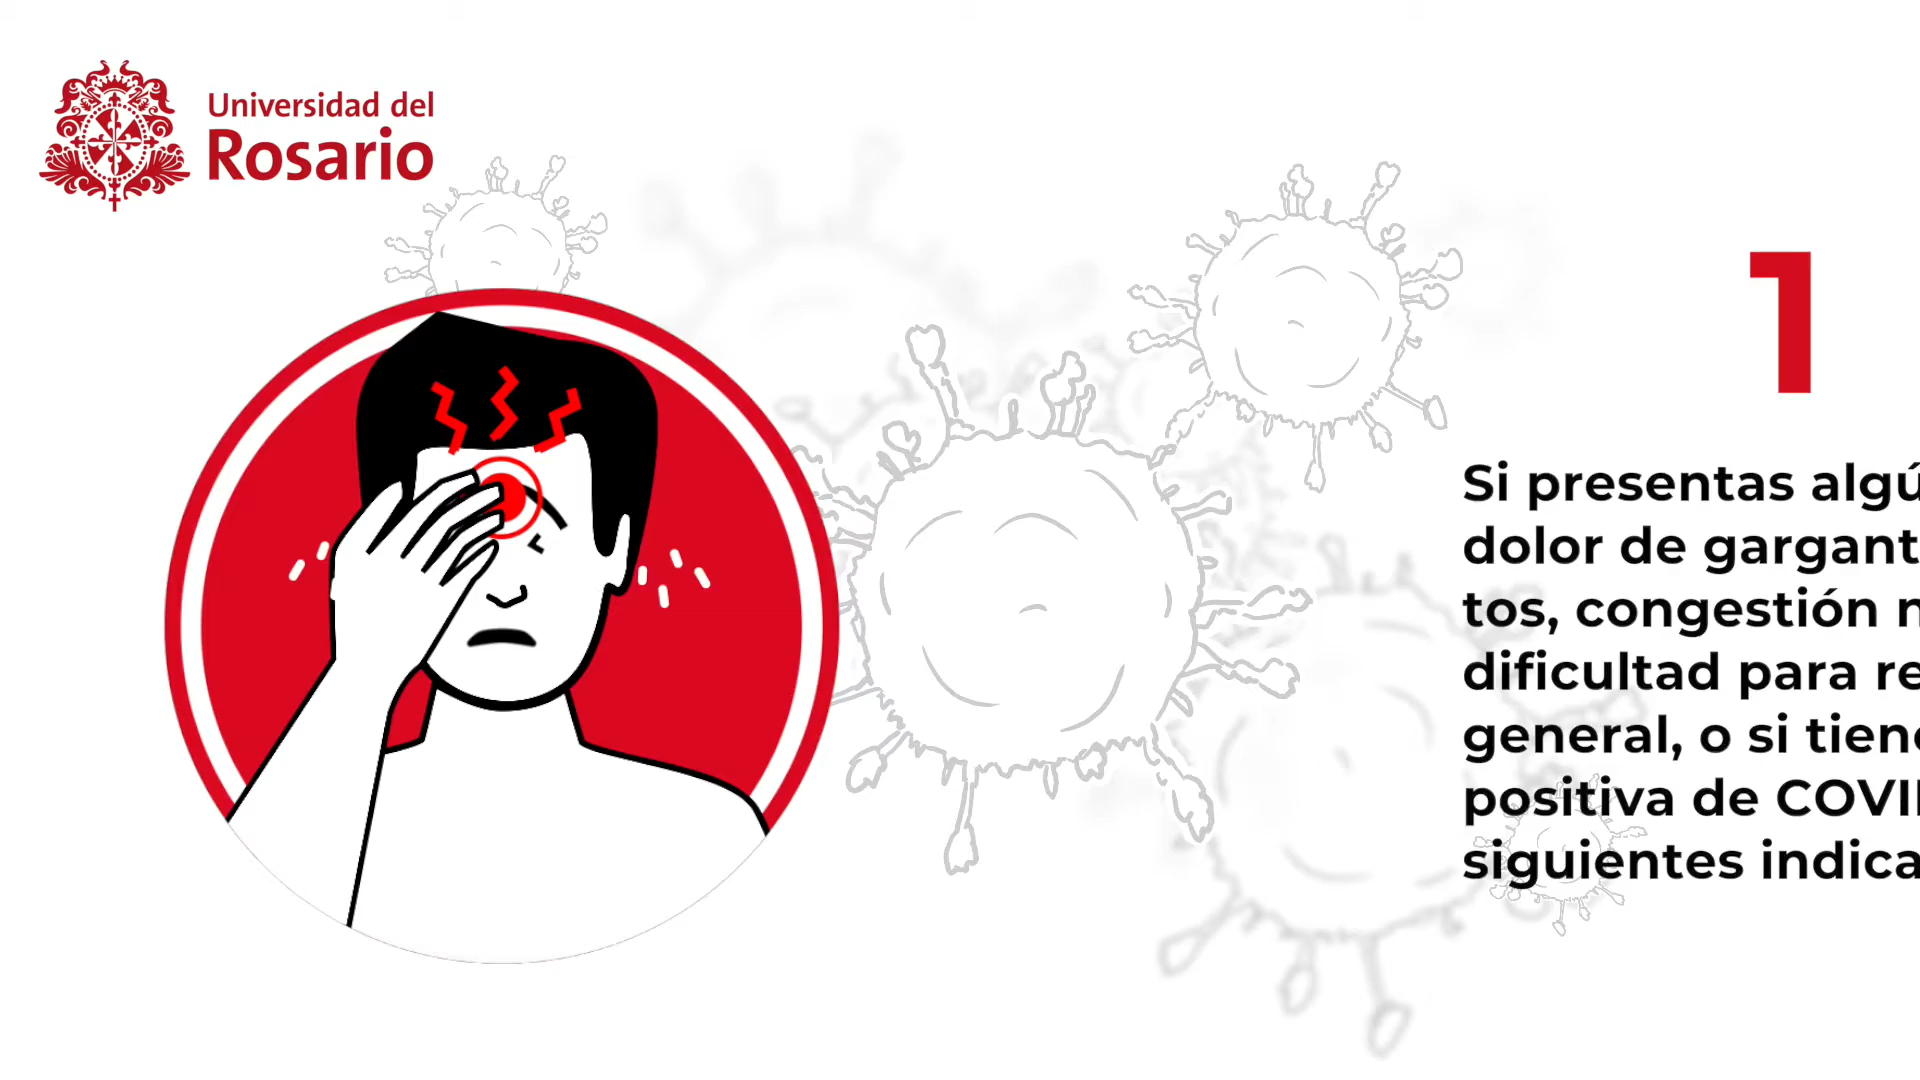 Universidad del
Rosario
1
Si presentas algú
dolor de gargant
tos, congestión n
dificultad para re
general, o si tiene
positiva de COVI
siguientes indica